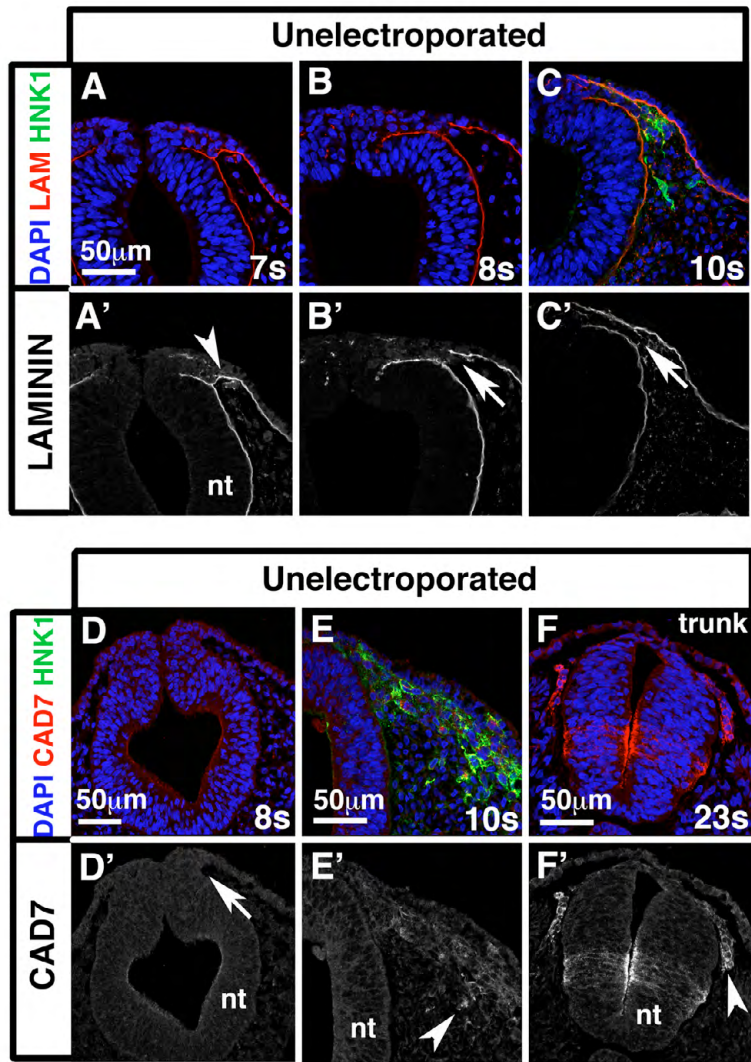 Unelectroporated
DAPI LAM HNK1
A
50μm
7s
B
8s
C
10s
LAMININ
A'
nt
B'
C'
Unelectroporated
DAPI CAD7 HNK1
D
50μm
8s
E
50μm
10s
F
trunk
50μm
23s
CAD7
D'
nt
E'
nt
F'
nt